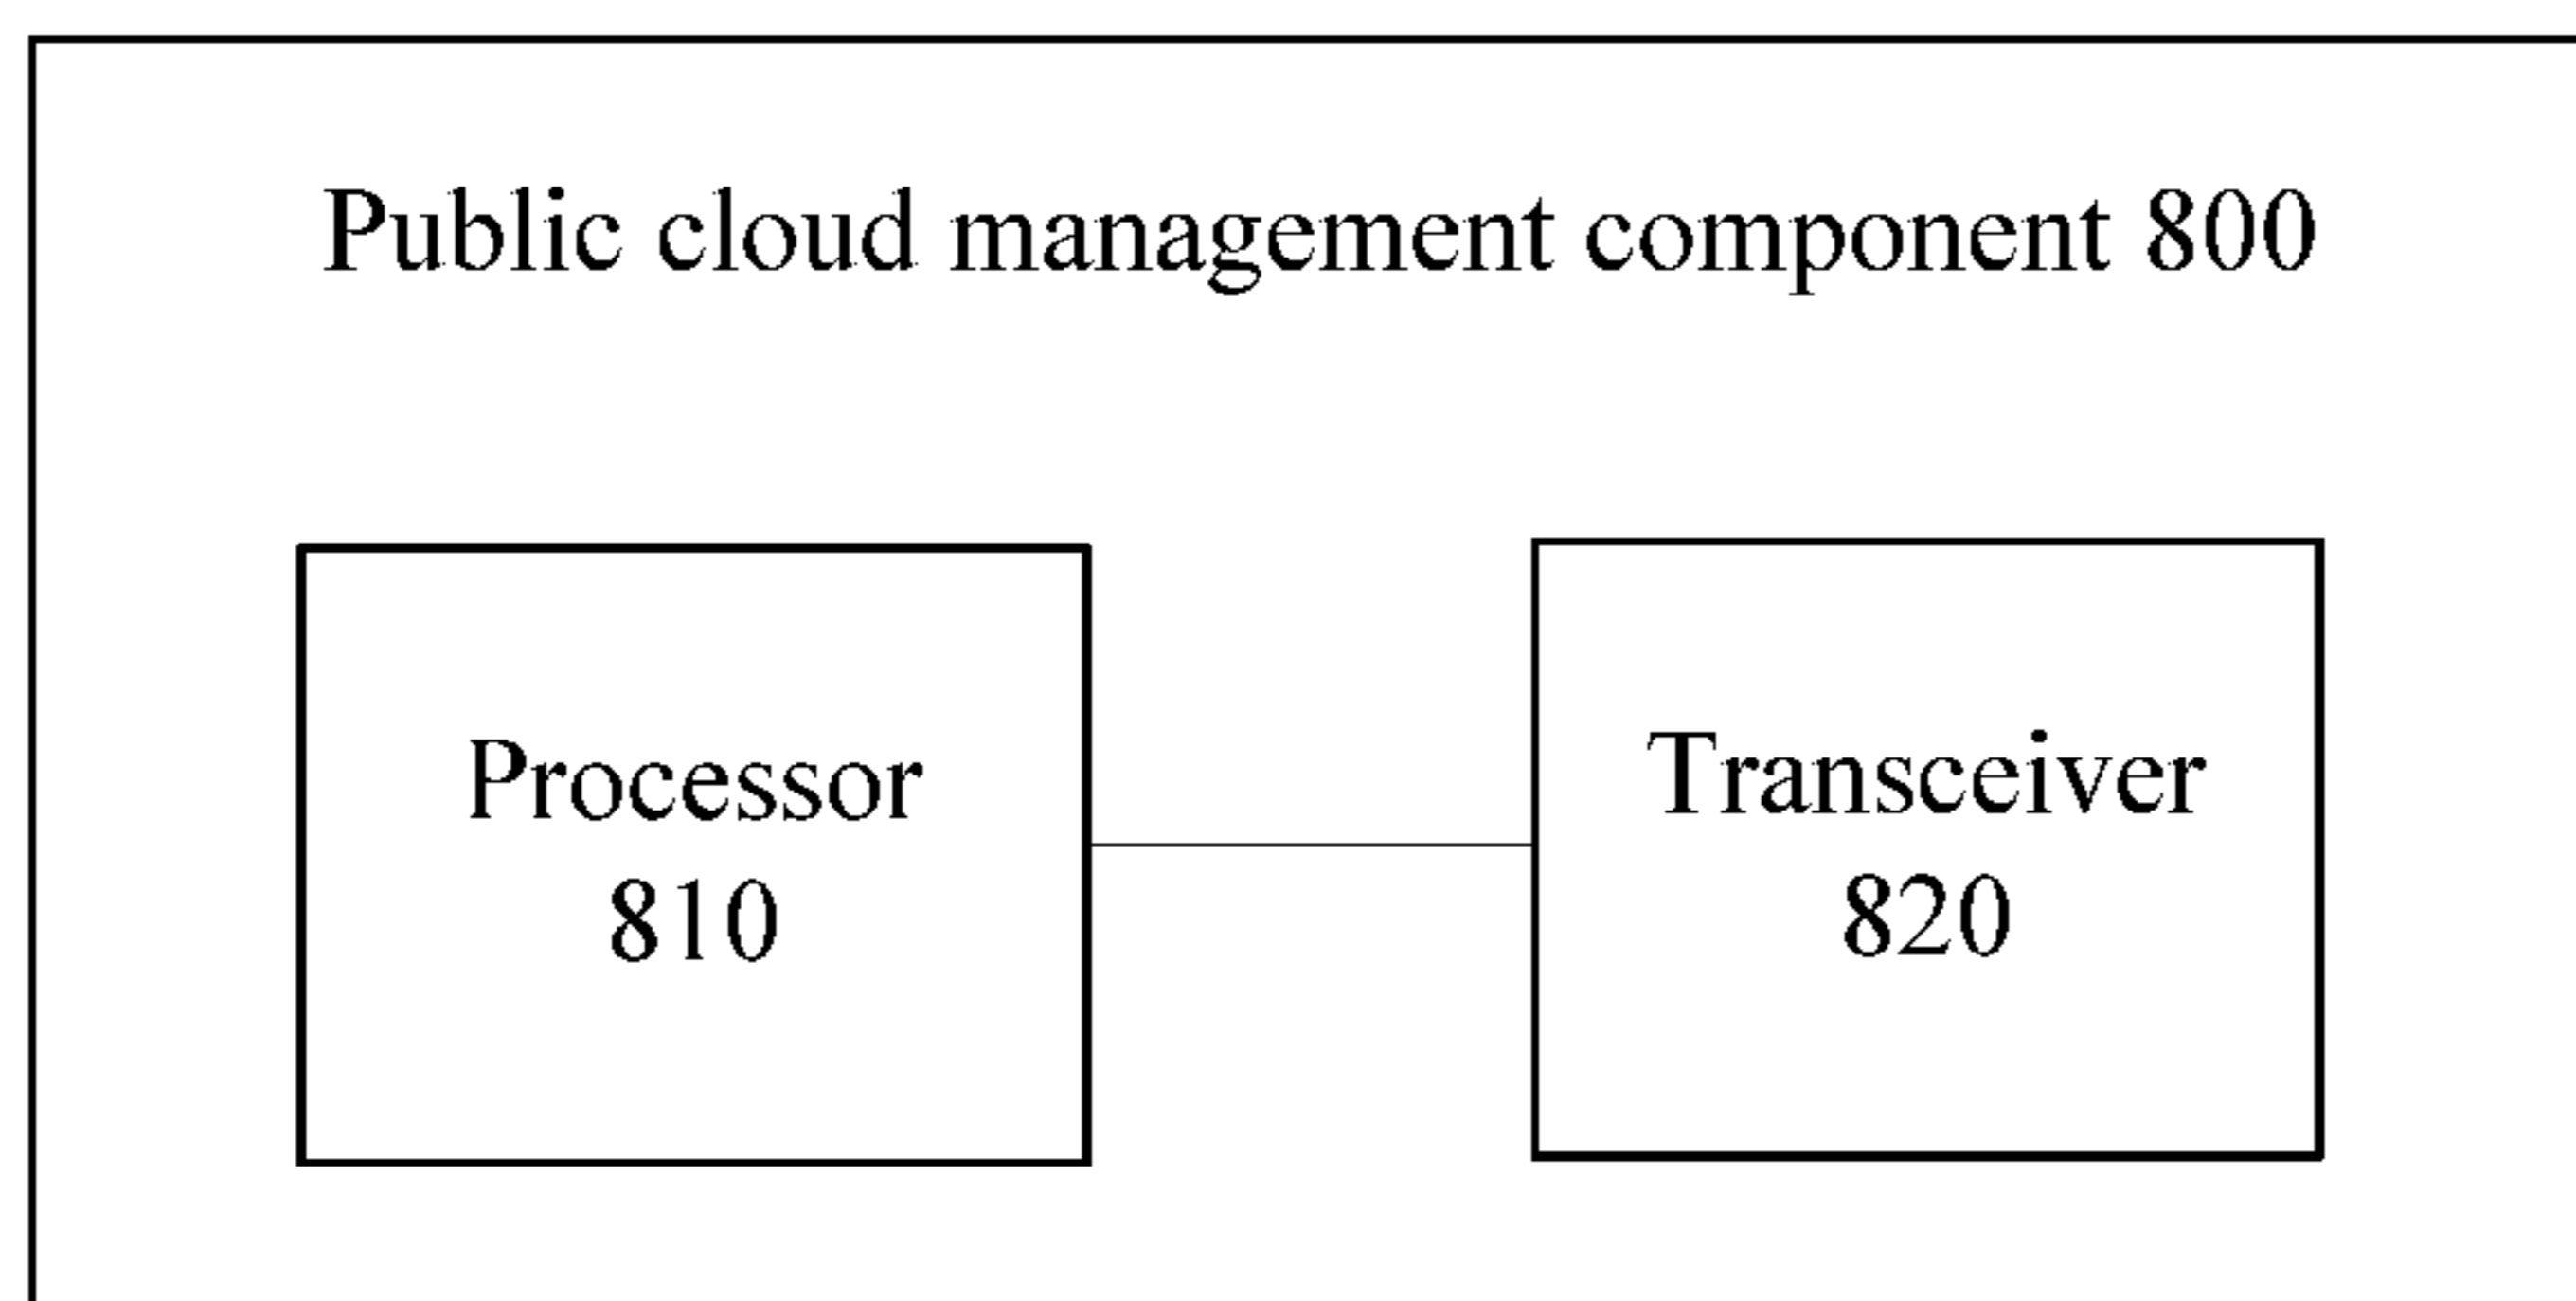 Public cloud management component 800
Processor
810
Transceiver
820